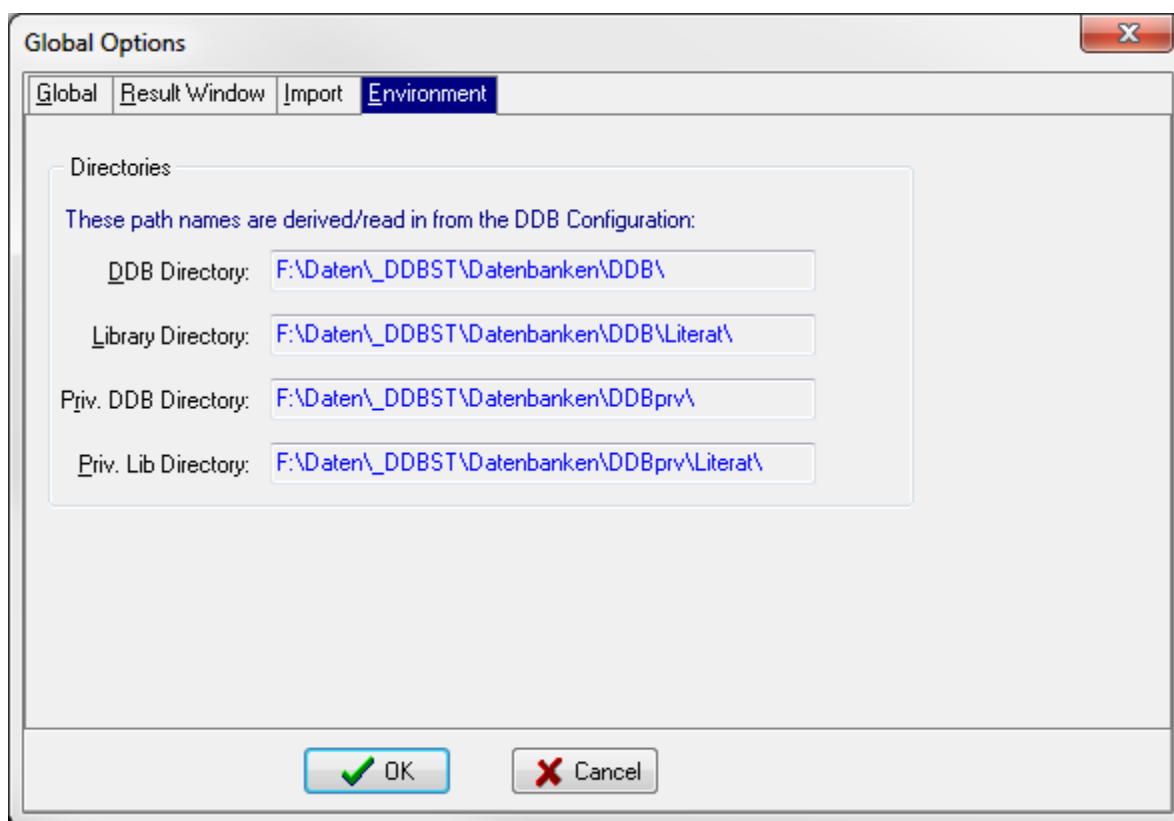 Global Options
Global Result Window Import Environment
Directories
These path names are derived/read in from the DDB Configuration:
DDB Directory: F:\Daten\_DDBST\Datenbanken\DDB\
Library Directory: F:\Daten\_DDBST\Datenbanken\DDB\Literat\
Priv. DDB Directory: F:\Daten\_DDBST\Datenbanken\DDBprv\
Priv. Lib Directory: F:\Daten\_DDBST\Datenbanken\DDBprv\Literat\
OK Cancel